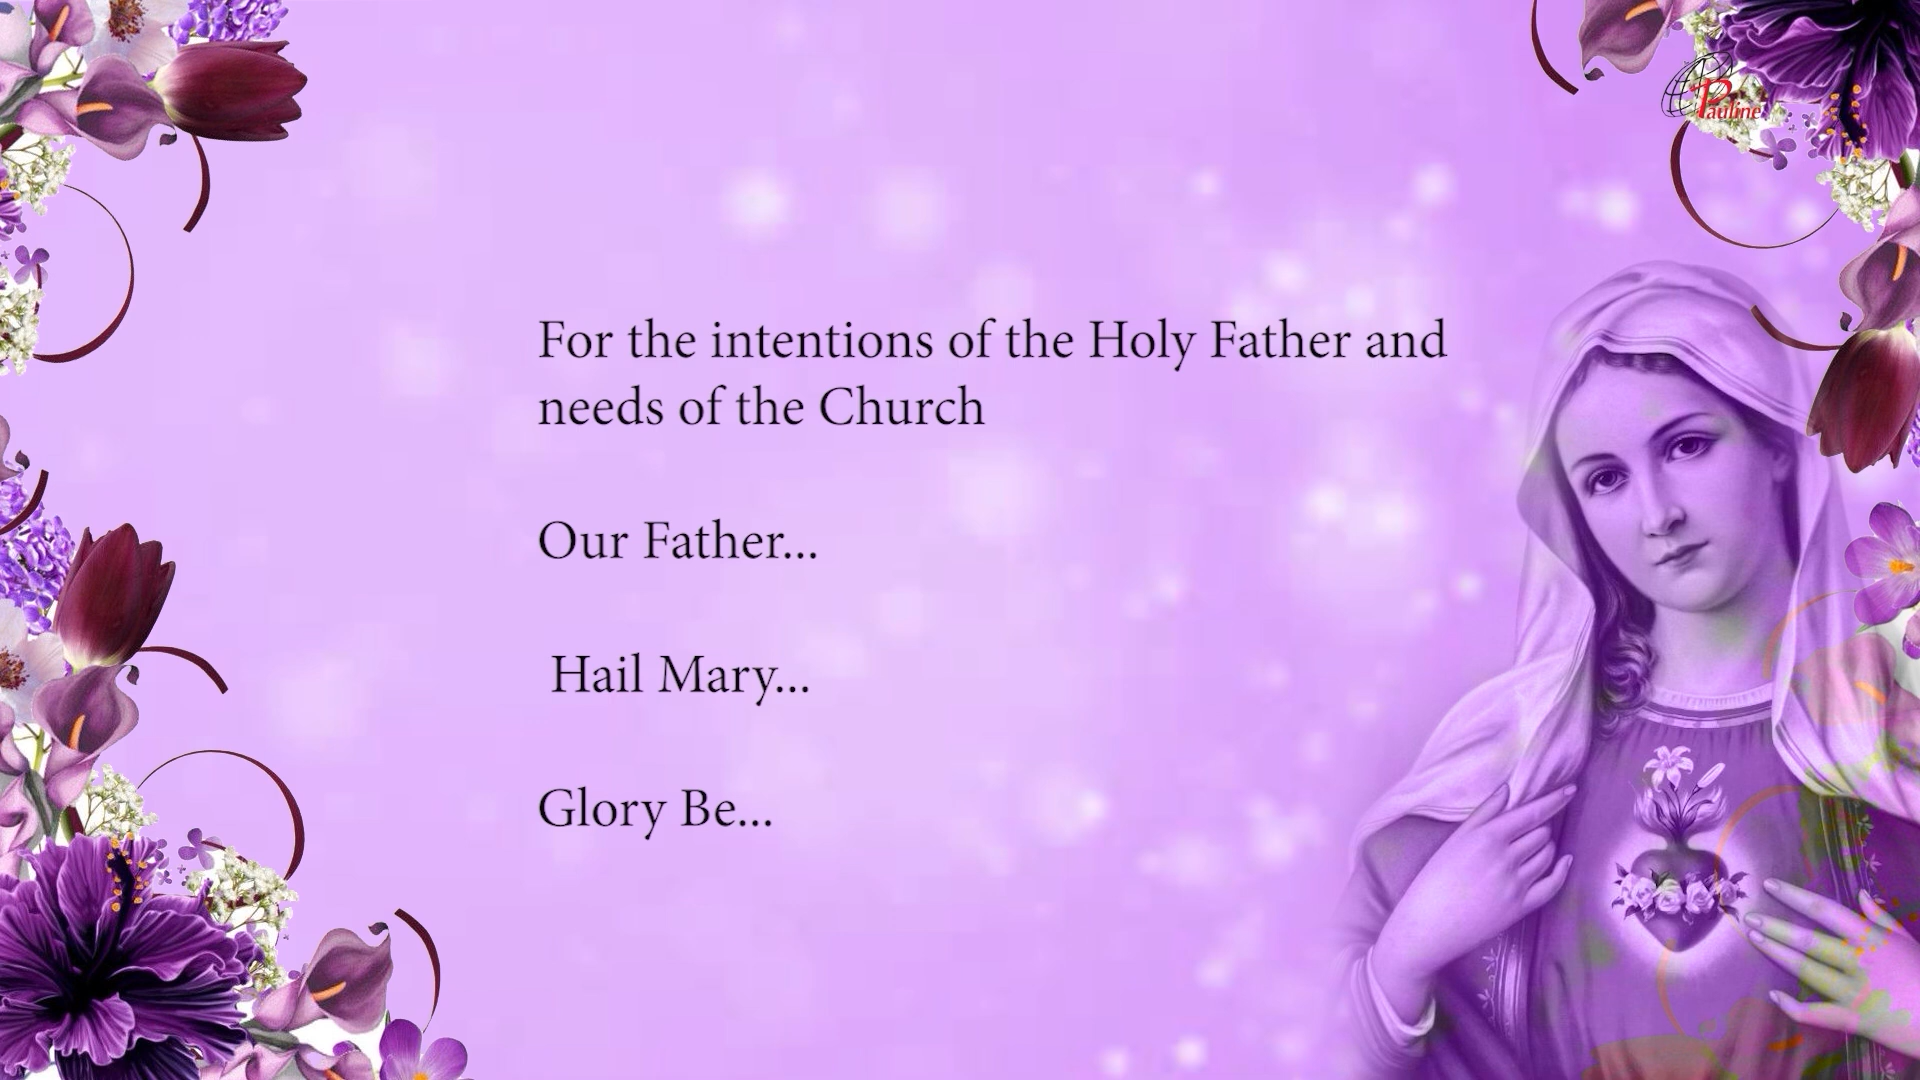 Pauline
For the intentions of the Holy Father and
needs of the Church
Our Father...
Hail Mary...
Glory Be...